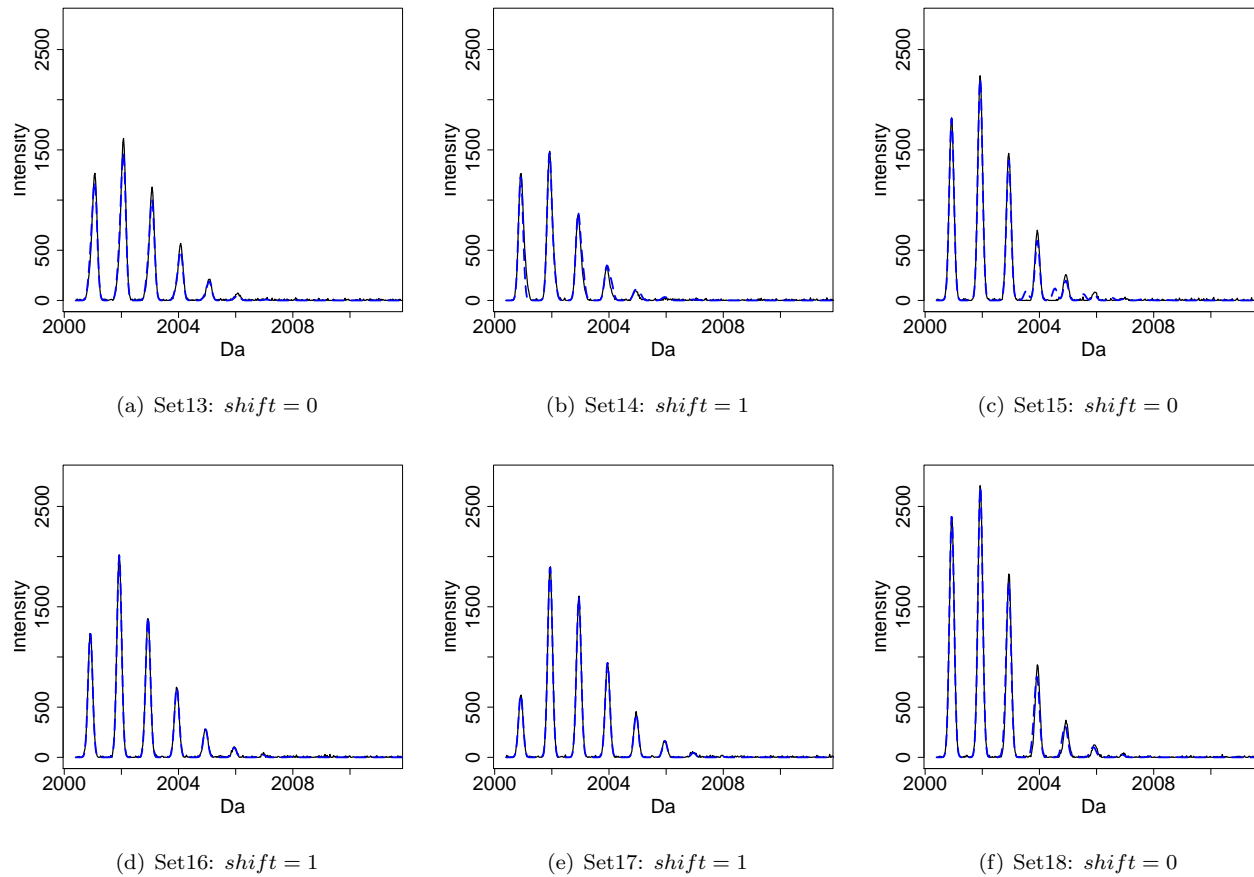 2500
1500
500
0
Intensity
2000 2004 2008
Da
(a) Set13: shift = 0
2500
1500
500
0
Intensity
2000 2004 2008
Da
(b) Set14: shift = 1
2500
1500
500
0
Intensity
2000 2004 2008
Da
(c) Set15: shift = 0
2500
1500
500
0
Intensity
2000 2004 2008
Da
(d) Set16: shift = 1
2500
1500
500
0
Intensity
2000 2004 2008
Da
(e) Set17: shift = 1
2500
1500
500
0
Intensity
2000 2004 2008
Da
(f) Set18: shift = 0